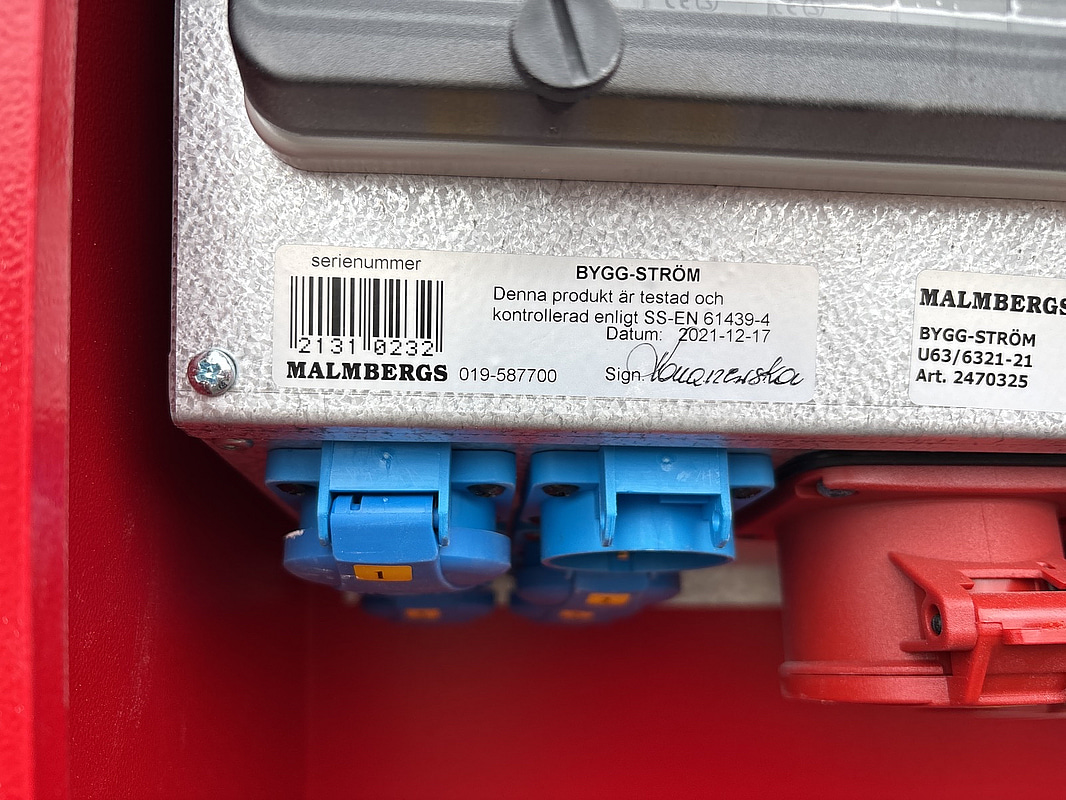 serienummer
2131 0232
MALMBERGS 019-587700
BYGG-STRÖM
Denna produkt är testad och
kontrollerad enligt SS-EN 61439-4
Datum: 2021-12-17
Sign.
MALMBERGS
BYGG-STRÖM
U63/6321-21
Art. 2470325
1
2